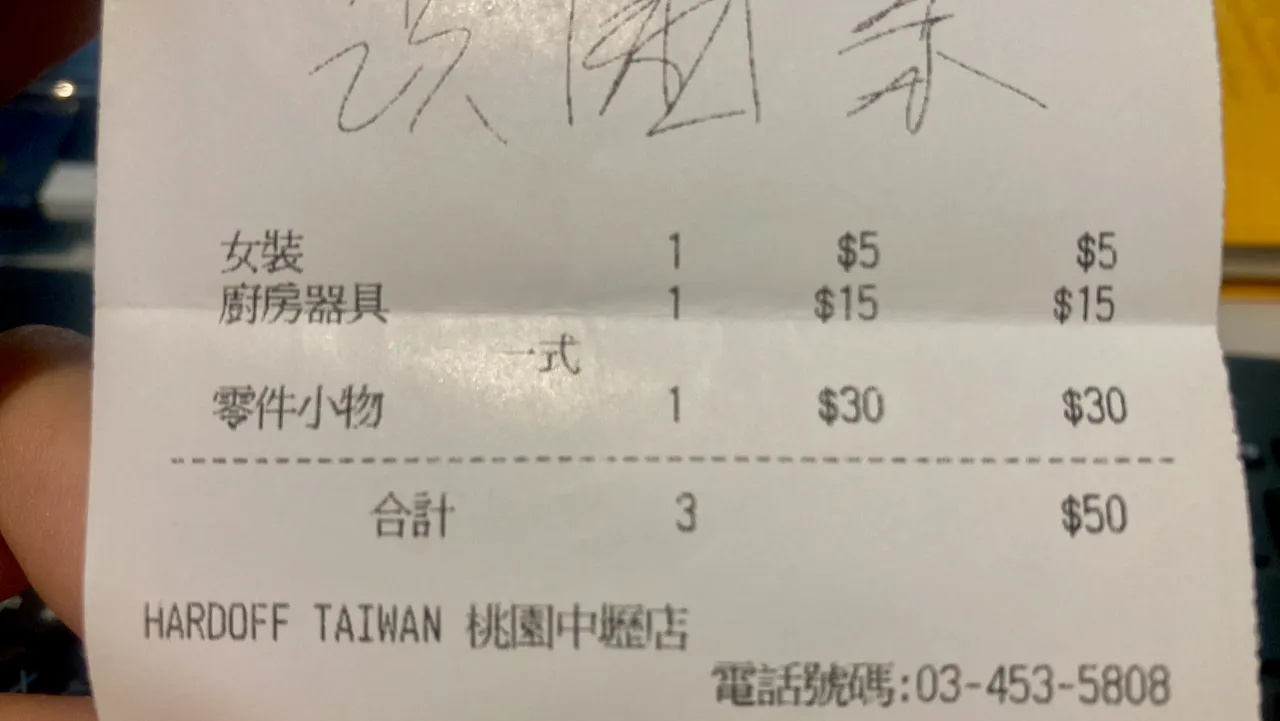 女裝 1 $5 $5
廚房器具 1 $15 $15
一式
零件小物 1 $30 $30
合計 3 $50
HARDOFF TAIWAN 桃園中壢店
電話號碼:03-453-5808